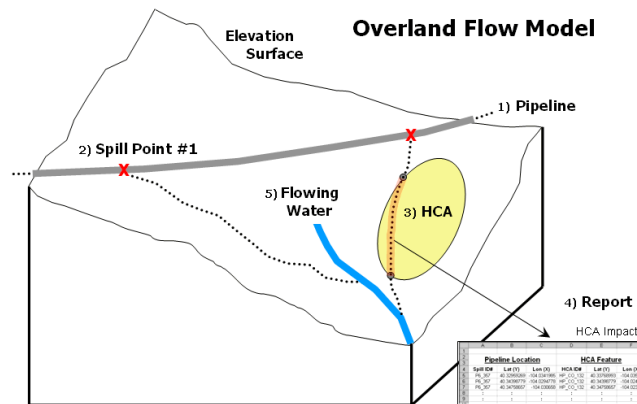 Overland Flow Model
Elevation
Surface
1) Pipeline
2) Spill Point #1
X
X
5) Flowing
Water
3) HCA
4) Report
HCA Impact
Pipeline Location HCA Feature
Spill ID# Lat (Y) Lon (X) HCA ID# Lat (Y)